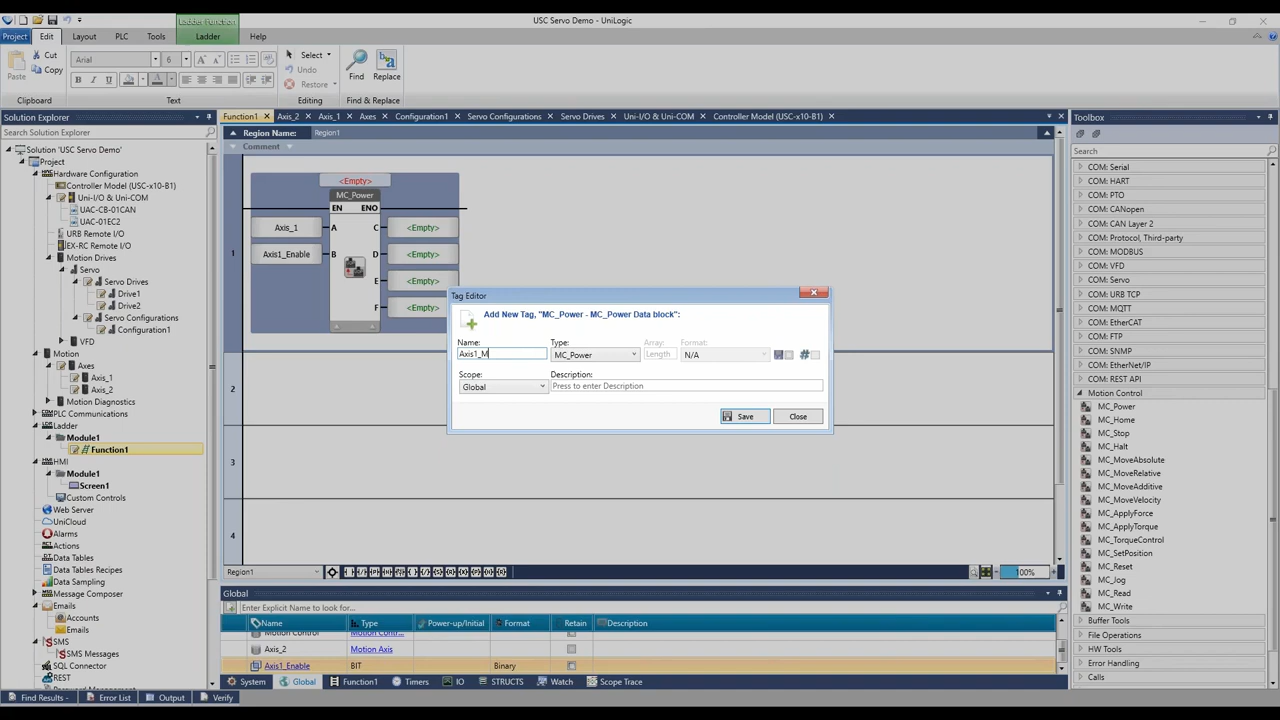 Ladder Function
USC Servo Demo - UniLogic
Project Edit Layout PLC Tools Ladder Help
Paste
Cut
Copy
Clipboard
Arial 6
B I U
Text
Select
Undo
Restore
Editing
Find
Replace
Find & Replace
Solution Explorer
Search Solution Explorer
Solution 'USC Servo Demo'
Project
Hardware Configuration
Controller Model (USC-x10-B1)
Uni-I/O & Uni-COM
UAC-CB-01CAN
UAC-01EC2
URB Remote I/O
EX-RC Remote I/O
Motion Drives
Servo
Servo Drives
Drive1
Drive2
Servo Configurations
Configuration1
VFD
Motion
Axes
Axis_1
Axis_2
Motion Diagnostics
PLC Communications
Ladder
Module1
Function1
HMI
Module1
Screen1
Custom Controls
Web Server
UniCloud
Alarms
Actions
Data Tables
Data Tables Recipes
Data Sampling
Message Composer
Emails
Accounts
Emails
SMS
SMS Messages
SQL Connector
REST
Function1 Axis_2 Axis_1 Axes Configuration1 Servo Configurations Servo Drives Uni-I/O & Uni-COM Controller Model (USC-x10-B1)
Region Name: Region1
Comment
1
<Empty>
MC_Power
EN ENO
Axis_1 A C <Empty>
Axis1_Enable B D <Empty>
E <Empty>
F <Empty>
2
3
4
Tag Editor
Add New Tag, "MC_Power - MC_Power Data block":
Name: Type: Array: Format:
Axis1_M MC_Power Length N/A
Scope: Description:
Global Press to enter Description
Save Close
Region1
100%
Global
Enter Explicit Name to look for...
Name Type Power-up/Initial Format Retain Description
Motion Control Motion Contr...
Axis_2 Motion Axis
Axis1_Enable BIT Binary
System Global Function1 Timers IO STRUCTS Watch Scope Trace
Find Results - Error List Output Verify
Toolbox
Search
COM: Serial
COM: HART
COM: PTO
COM: CANopen
COM: CAN Layer 2
COM: Protocol, Third-party
COM: MODBUS
COM: VFD
COM: Servo
COM: URB TCP
COM: MQTT
COM: EtherCAT
COM: FTP
COM: SNMP
COM: EtherNet/IP
COM: REST API
Motion Control
MC_Power
MC_Home
MC_Stop
MC_Halt
MC_MoveAbsolute
MC_MoveRelative
MC_MoveAdditive
MC_MoveVelocity
MC_ApplyForce
MC_ApplyTorque
MC_TorqueControl
MC_SetPosition
MC_Reset
MC_Jog
MC_Read
MC_Write
Buffer Tools
File Operations
HW Tools
Error Handling
Calls